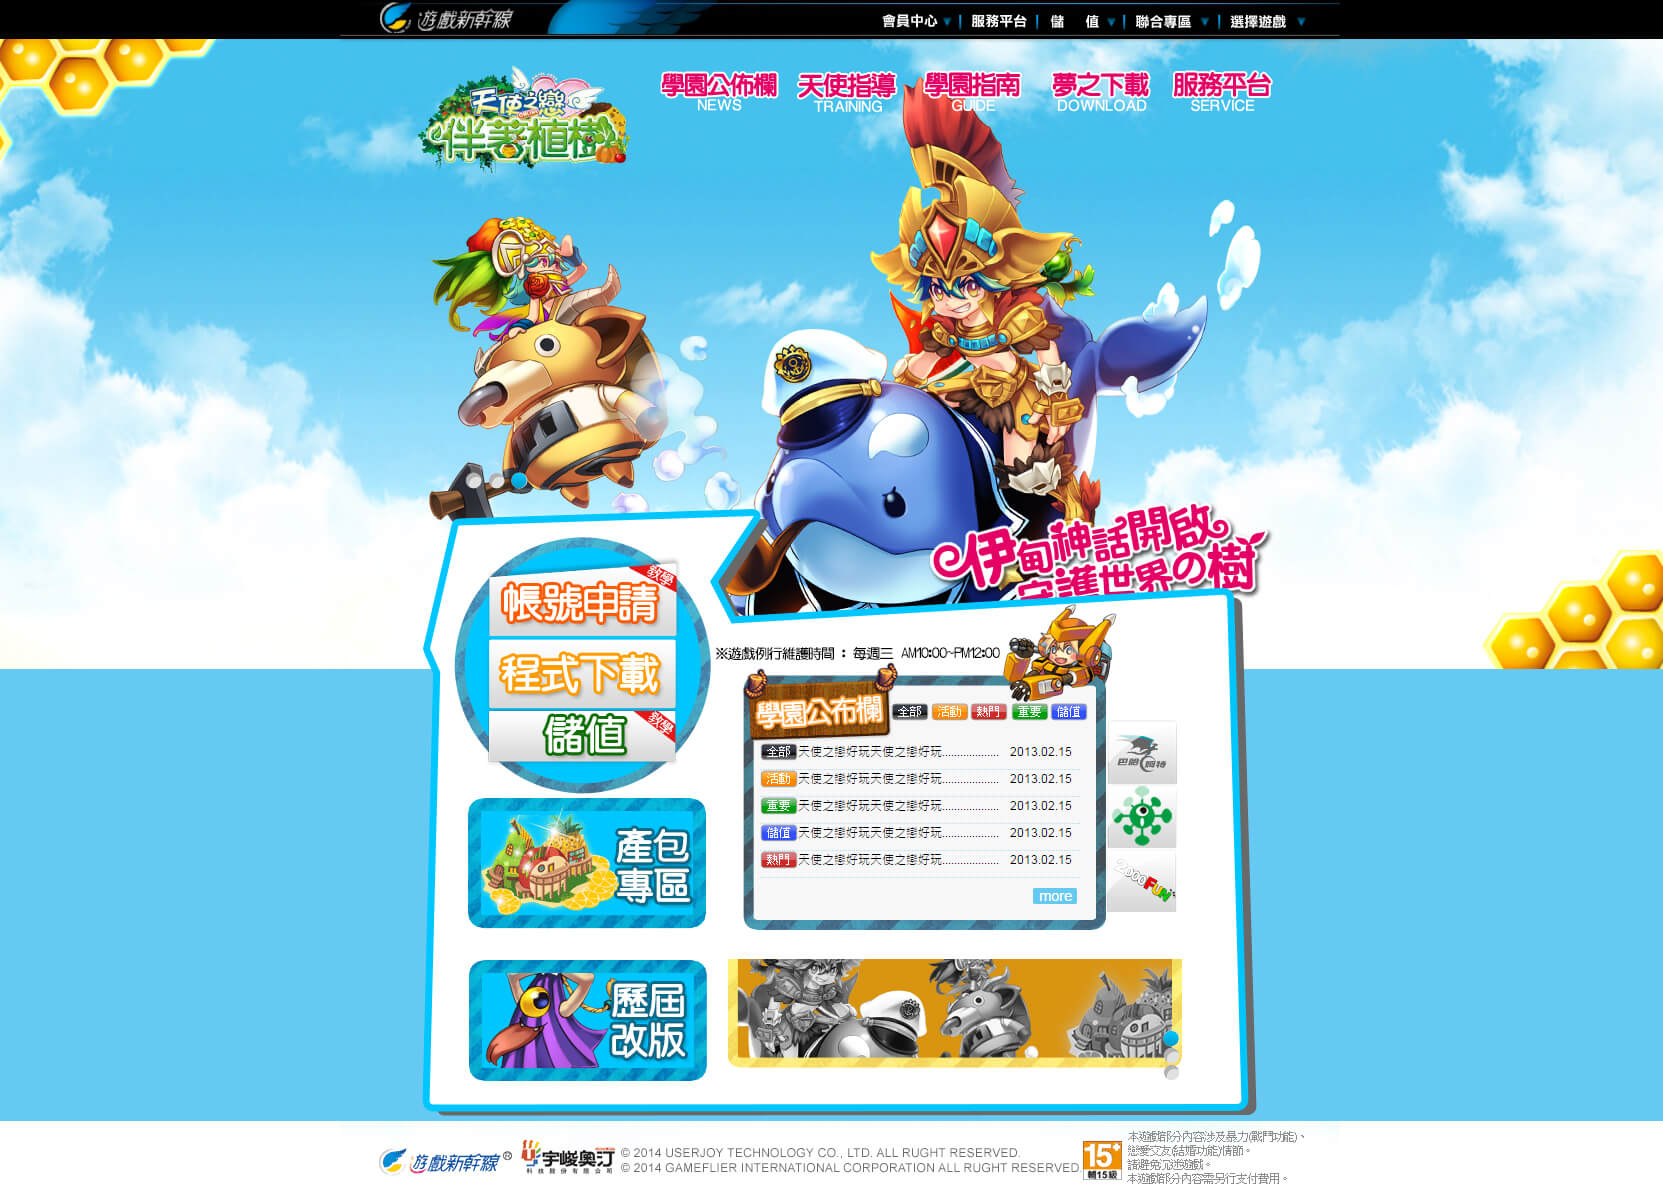 遊戲新幹線
會員中心 服務平台 儲 值 聯合專區 選擇遊戲
天使之戀
ONLINE
伴著植樹
學園公布欄 天使指導 學園指南 夢之下載 服務平台
NEWS TRAINING GUIDE DOWNLOAD SERVICE
伊甸神話開啟
守護世界の樹
教學
帳號申請
程式下載
教學
儲值
※遊戲例行維護時間：每週三 AM10:00~PM12:00
學園公布欄 全部 活動 熱門 重要 儲值
全部 天使之戀好玩天使之戀好玩................... 2013.02.15
活動 天使之戀好玩天使之戀好玩................... 2013.02.15
重要 天使之戀好玩天使之戀好玩................... 2013.02.15
儲值 天使之戀好玩天使之戀好玩................... 2013.02.15
熱門 天使之戀好玩天使之戀好玩................... 2013.02.15
more
巴哈姆特
2000FUN
產包
專區
歷屆
改版
遊戲新幹線®
宇峻奧汀
科技股份有限公司
© 2014 USERJOY TECHNOLOGY CO., LTD. ALL RUGHT RESERVED.
© 2014 GAMEFLIER INTERNATIONAL CORPORATION ALL RUGHT RESERVED.
15+
輔15級
本遊戲部分內容涉及暴力(戰鬥功能)、
戀愛交友(結婚功能)情節。
請避免沉迷遊戲。
本遊戲部分內容需另行支付費用。